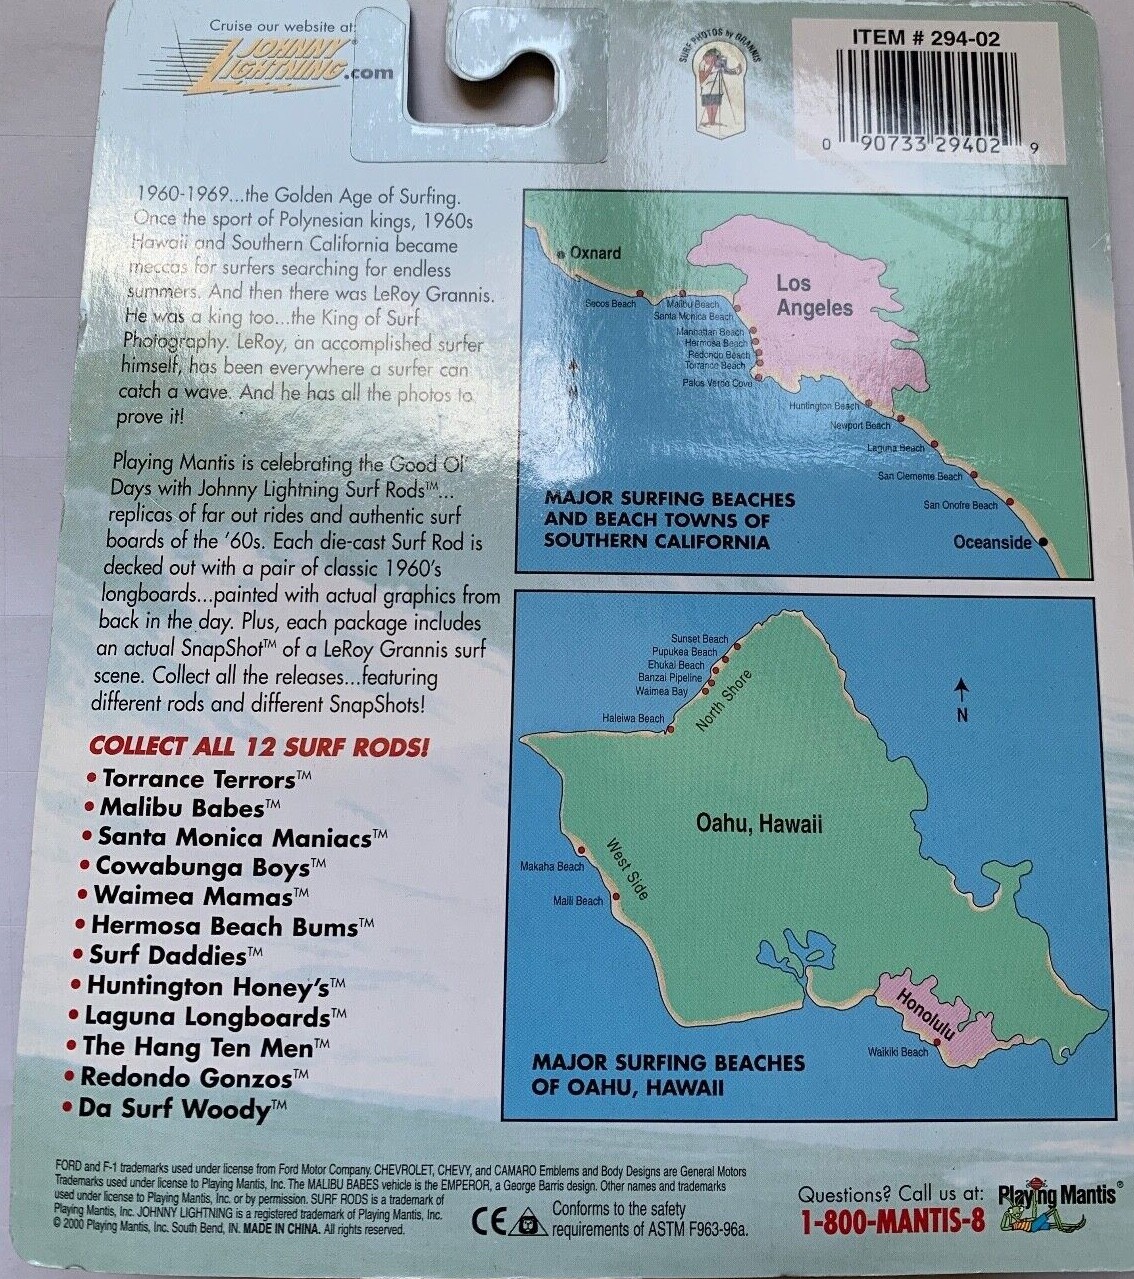 Cruise our website at:
JOHNNY
LIGHTNING.com
SURF PHOTOS by GRANNIS
ITEM # 294-02
0 90733 29402 9
1960-1969...the Golden Age of Surfing.
Once the sport of Polynesian kings, 1960s
Hawaii and Southern California became
meccas for surfers searching for endless
summers. And then there was LeRoy Grannis.
He was a king too...the King of Surf
Photography. LeRoy, an accomplished surfer
himself, has been everywhere a surfer can
catch a wave. And he has all the photos to
prove it!
Playing Mantis is celebrating the Good Ol'
Days with Johnny Lightning Surf Rods™...
replicas of far out rides and authentic surf
boards of the '60s. Each die-cast Surf Rod is
decked out with a pair of classic 1960's
longboards...painted with actual graphics from
back in the day. Plus, each package includes
an actual SnapShot™ of a LeRoy Grannis surf
scene. Collect all the releases...featuring
different rods and different SnapShots!
COLLECT ALL 12 SURF RODS!
• Torrance Terrors™
• Malibu Babes™
• Santa Monica Maniacs™
• Cowabunga Boys™
• Waimea Mamas™
• Hermosa Beach Bums™
• Surf Daddies™
• Huntington Honey's™
• Laguna Longboards™
• The Hang Ten Men™
• Redondo Gonzos™
• Da Surf Woody™
Oxnard
Los
Angeles
Secos Beach
Malibu Beach
Santa Monica Beach
Manhattan Beach
Hermosa Beach
Redondo Beach
Torrance Beach
Palos Verde Cove
N
Huntington Beach
Newport Beach
Laguna Beach
San Clemente Beach
San Onofre Beach
Oceanside
MAJOR SURFING BEACHES
AND BEACH TOWNS OF
SOUTHERN CALIFORNIA
Sunset Beach
Pupukea Beach
Ehukai Beach
Banzai Pipeline
Waimea Bay
North Shore
Haleiwa Beach
N
Oahu, Hawaii
West Side
Makaha Beach
Maili Beach
Honolulu
Waikiki Beach
MAJOR SURFING BEACHES
OF OAHU, HAWAII
FORD and F-1 trademarks used under license from Ford Motor Company. CHEVROLET, CHEVY, and CAMARO Emblems and Body Designs are General Motors
Trademarks used under license to Playing Mantis, Inc. The MALIBU BABES vehicle is the EMPEROR, a George Barris design. Other names and trademarks
used under license to Playing Mantis, Inc. or by permission. SURF RODS is a trademark of
Playing Mantis, Inc. JOHNNY LIGHTNING is a registered trademark of Playing Mantis, Inc.
© 2000 Playing Mantis, Inc. South Bend, IN. MADE IN CHINA. All rights reserved.
CE
Conforms to the safety
requirements of ASTM F963-96a.
Questions? Call us at:
1-800-MANTIS-8
Playing Mantis®